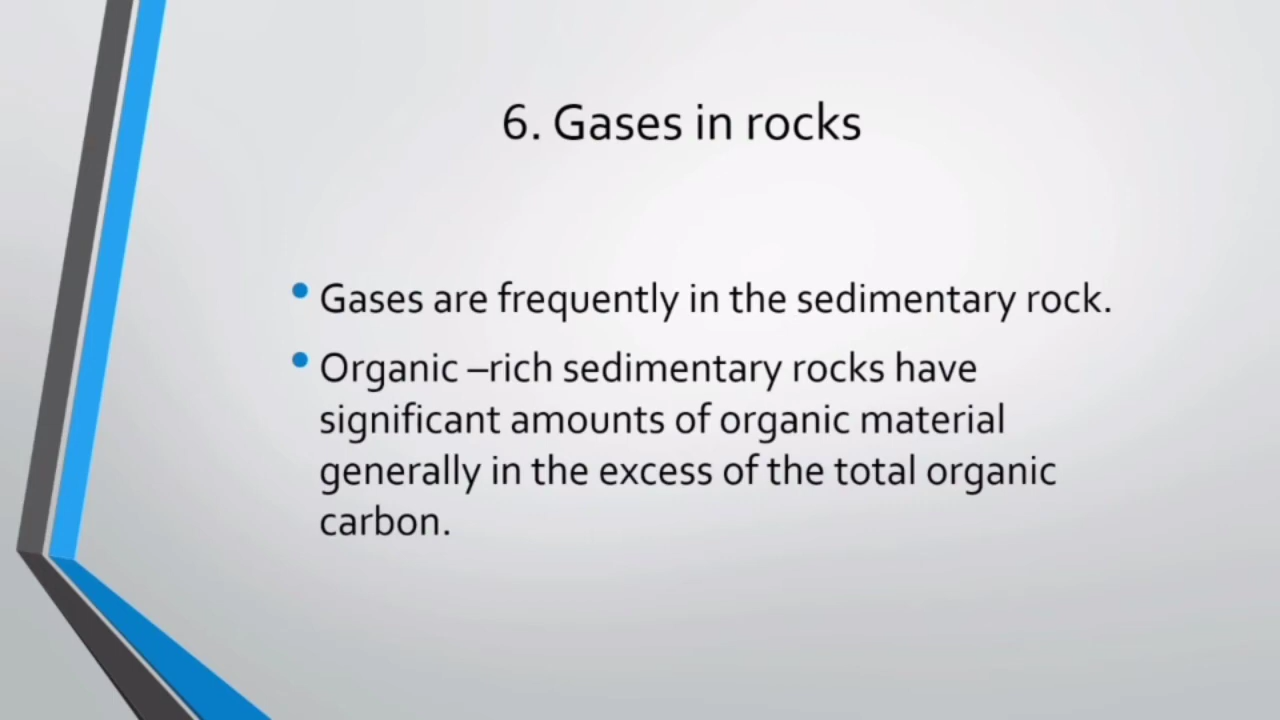 6. Gases in rocks
• Gases are frequently in the sedimentary rock.
• Organic –rich sedimentary rocks have
significant amounts of organic material
generally in the excess of the total organic
carbon.